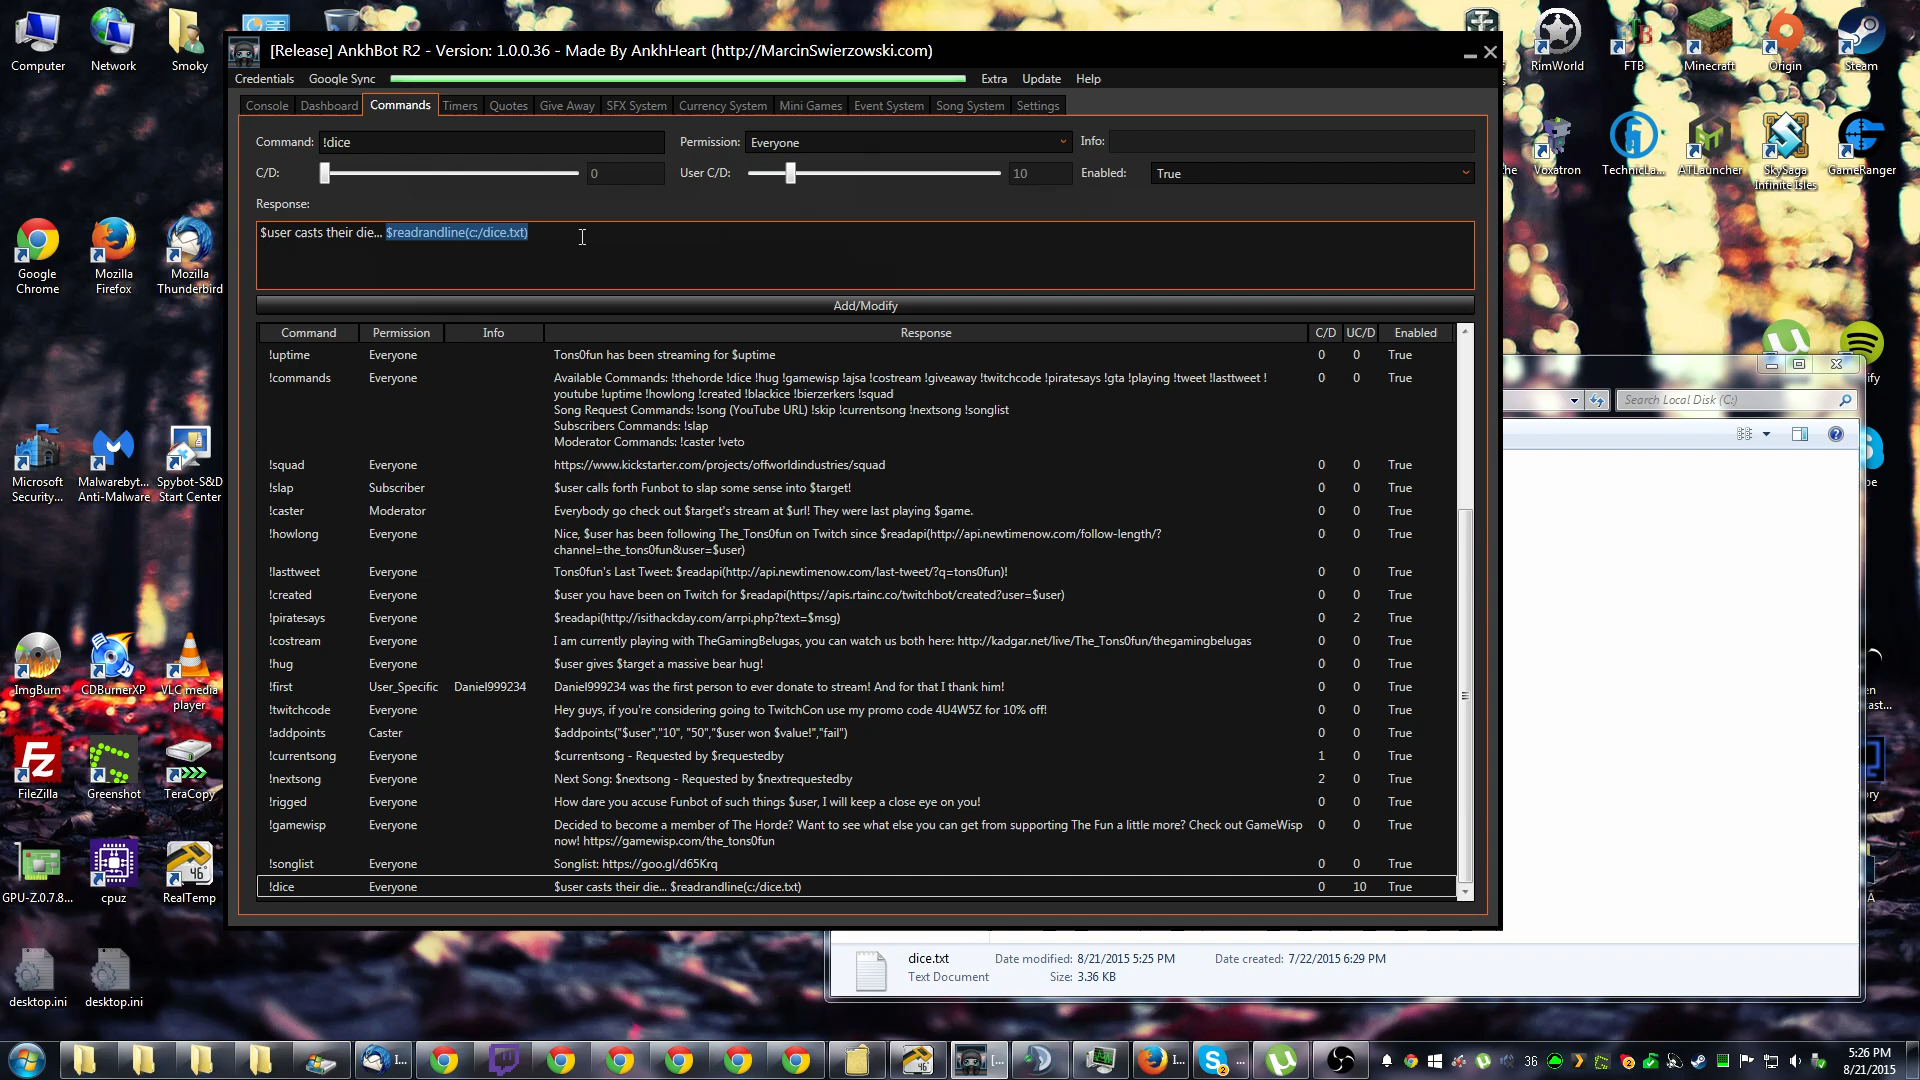 Computer
Network
Smoky
[Release] AnkhBot R2 - Version: 1.0.0.36 - Made By AnkhHeart (http://MarcinSwierzowski.com)
Credentials Google Sync Extra Update Help
Console Dashboard Commands Timers Quotes Give Away SFX System Currency System Mini Games Event System Song System Settings
Command: !dice Permission: Everyone Info:
C/D: 0 User C/D: 10 Enabled: True
Response:
$user casts their die... $readrandline(c:/dice.txt)
Add/Modify
Command Permission Info Response C/D UC/D Enabled
!uptime Everyone Tons0fun has been streaming for $uptime 0 0 True
!commands Everyone Available Commands: !thehorde !dice !hug !gamewisp !ajsa !costream !giveaway !twitchcode !piratesays !gta !playing !tweet !lasttweet ! 0 0 True
youtube !uptime !howlong !created !blackice !bierzerkers !squad
Song Request Commands: !song (YouTube URL) !skip !currentsong !nextsong !songlist
Subscribers Commands: !slap
Moderator Commands: !caster !veto
!squad Everyone https://www.kickstarter.com/projects/offworldindustries/squad 0 0 True
!slap Subscriber $user calls forth Funbot to slap some sense into $target! 0 0 True
!caster Moderator Everybody go check out $target's stream at $url! They were last playing $game. 0 0 True
!howlong Everyone Nice, $user has been following The_Tons0fun on Twitch since $readapi(http://api.newtimenow.com/follow-length/? 0 0 True
channel=the_tons0fun&user=$user)
!lasttweet Everyone Tons0fun's Last Tweet: $readapi(http://api.newtimenow.com/last-tweet/?q=tons0fun)! 0 0 True
!created Everyone $user you have been on Twitch for $readapi(https://apis.rtainc.co/twitchbot/created?user=$user) 0 0 True
!piratesays Everyone $readapi(http://isithackday.com/arrpi.php?text=$msg) 0 2 True
!costream Everyone I am currently playing with TheGamingBelugas, you can watch us both here: http://kadgar.net/live/The_Tons0fun/thegamingbelugas 0 0 True
!hug Everyone $user gives $target a massive bear hug! 0 0 True
!first User_Specific Daniel999234 Daniel999234 was the first person to ever donate to stream! And for that I thank him! 0 0 True
!twitchcode Everyone Hey guys, if you're considering going to TwitchCon use my promo code 4U4W5Z for 10% off! 0 0 True
!addpoints Caster $addpoints("$user","10", "50","$user won $value!","fail") 0 0 True
!currentsong Everyone $currentsong - Requested by $requestedby 1 0 True
!nextsong Everyone Next Song: $nextsong - Requested by $nextrequestedby 2 0 True
!rigged Everyone How dare you accuse Funbot of such things $user, I will keep a close eye on you! 0 0 True
!gamewisp Everyone Decided to become a member of The Horde? Want to see what else you can get from supporting The Fun a little more? Check out GameWisp 0 0 True
now! https://gamewisp.com/the_tons0fun
!songlist Everyone Songlist: https://goo.gl/d65Krq 0 0 True
!dice Everyone $user casts their die... $readrandline(c:/dice.txt) 0 10 True
Google Chrome
Mozilla Firefox
Mozilla Thunderbird
Microsoft Security...
Malwarebyt... Anti-Malware
Spybot-S&D Start Center
ImgBurn
CDBurnerXP
VLC media player
FileZilla
Greenshot
TeraCopy
GPU-Z.0.7.8...
cpuz
RealTemp
desktop.ini
desktop.ini
RimWorld
FTB
Minecraft
Origin
Steam
Voxatron
TechnicLa...
ATLauncher
SkySaga Infinite Isles
GameRanger
Search Local Disk (C:)
dice.txt Date modified: 8/21/2015 5:25 PM Date created: 7/22/2015 6:29 PM
Text Document Size: 3.36 KB
I...
[...
I...
...
36
5:26 PM
8/21/2015